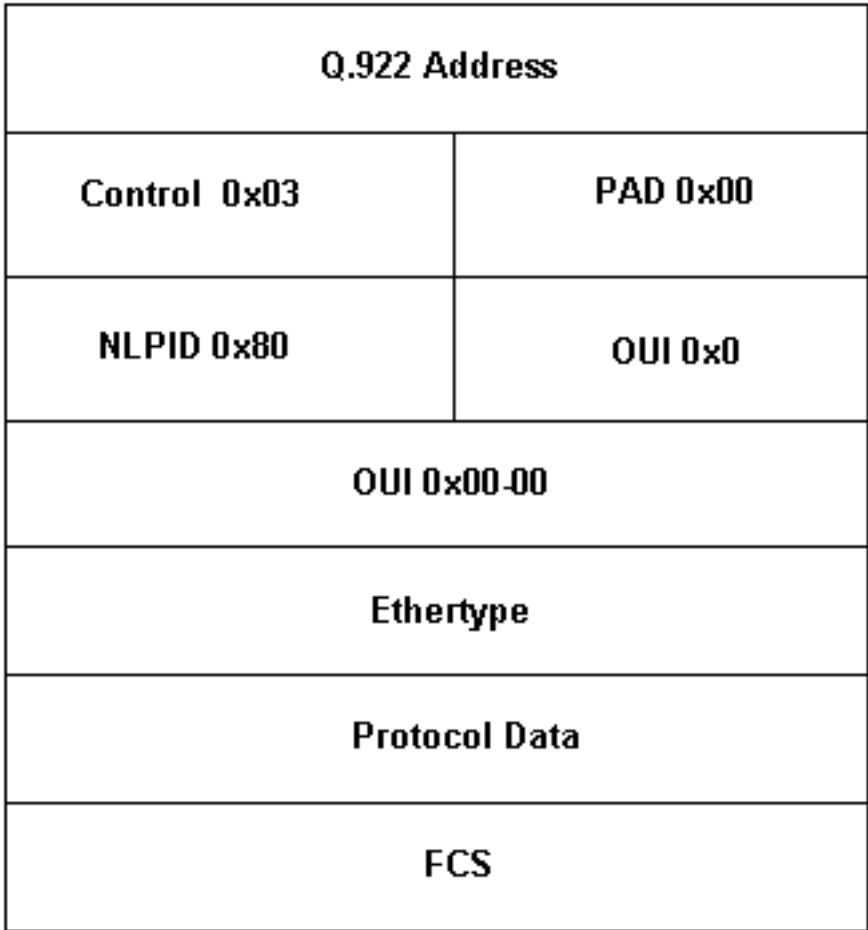 Q.922 Address
Control 0x03
PAD 0x00
NLPID 0x80
OUI 0x0
OUI 0x00-00
Ethertype
Protocol Data
FCS